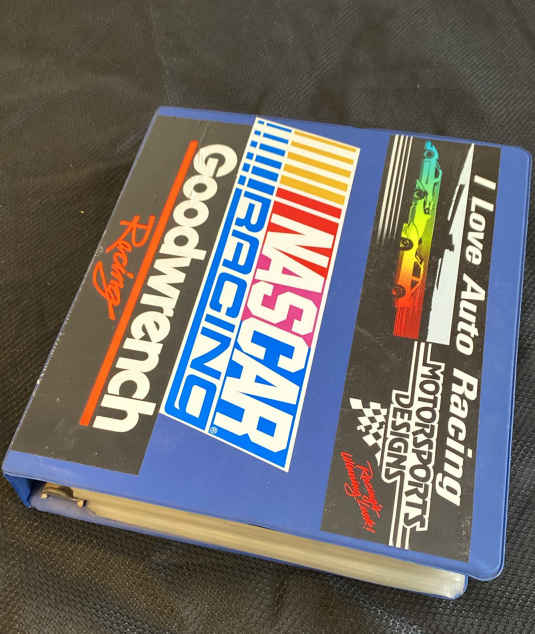 I Love Auto Racing
MOTORSPORTS
DESIGNS
NASCAR
RACING
®
Goodwrench
Racing